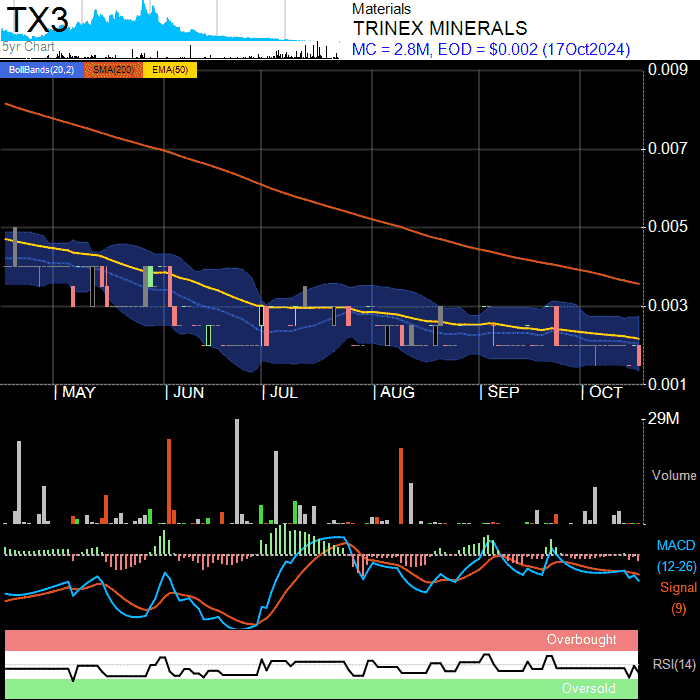 TX3
5yr Chart
Materials
TRINEX MINERALS
MC = 2.8M, EOD = $0.002 (17Oct2024)
BollBands(20,2) SMA(200) EMA(50)
0.009
0.007
0.005
0.003
0.001
MAY JUN JUL AUG SEP OCT
29M
Volume
MACD
(12-26)
Signal
(9)
Overbought
RSI(14)
Oversold